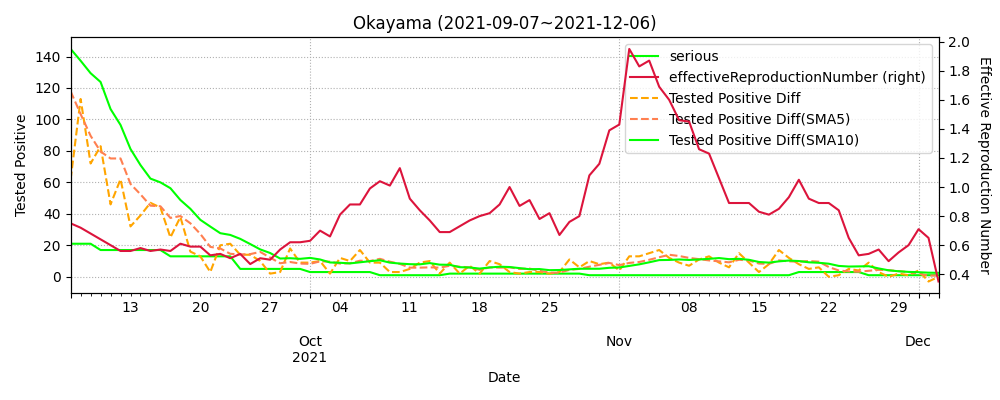 Okayama (2021-09-07~2021-12-06)
serious
effectiveReproductionNumber (right)
Tested Positive Diff
Tested Positive Diff(SMA5)
Tested Positive Diff(SMA10)
Tested Positive
140
120
100
80
60
40
20
0
2.0
1.8
1.6
1.4
1.2
1.0
0.8
0.6
0.4
Effective Reproduction Number
13 20 27 04 11 18 25 08 15 22 29
Oct Nov Dec
2021
Date